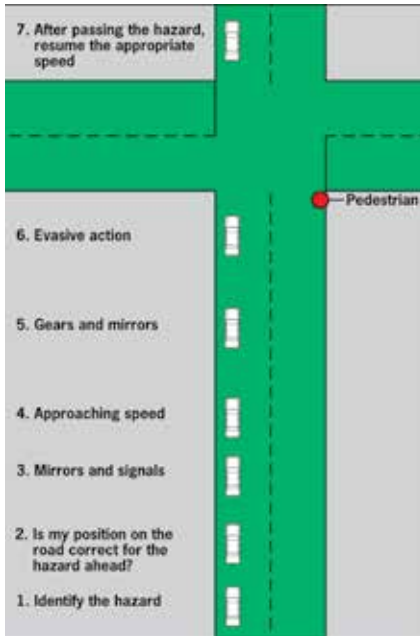 7. After passing the hazard,
resume the appropriate
speed
Pedestrian
6. Evasive action
5. Gears and mirrors
4. Approaching speed
3. Mirrors and signals
2. Is my position on the
road correct for the
hazard ahead?
1. Identify the hazard